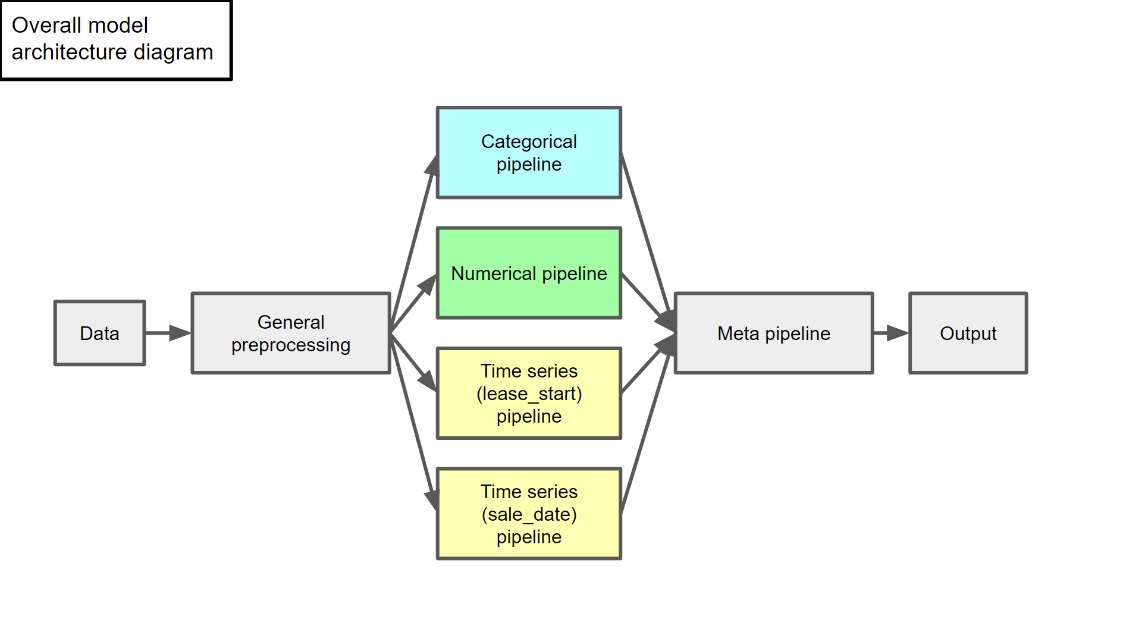 Overall model
architecture diagram
Categorical
pipeline
Numerical pipeline
Data
General
preprocessing
Time series
(lease_start)
pipeline
Meta pipeline
Output
Time series
(sale_date)
pipeline